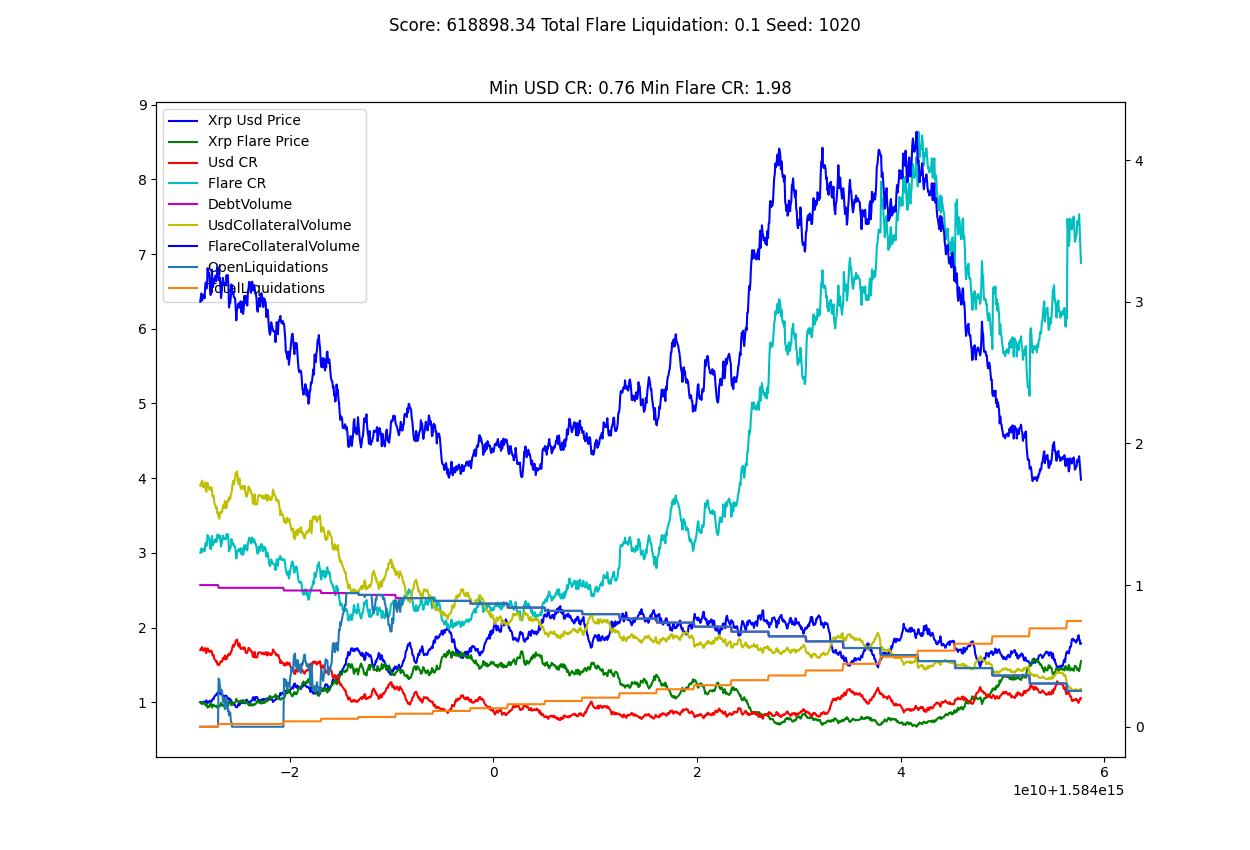 Score: 618898.34 Total Flare Liquidation: 0.1 Seed: 1020
Min USD CR: 0.76 Min Flare CR: 1.98
9
8
7
6
5
4
3
2
1
Xrp Usd Price
Xrp Flare Price
Usd CR
Flare CR
DebtVolume
UsdCollateralVolume
FlareCollateralVolume
OpenLiquidations
TotalLiquidations
4
3
2
1
0
−2
0
2
4
6
1e10+1.584e15